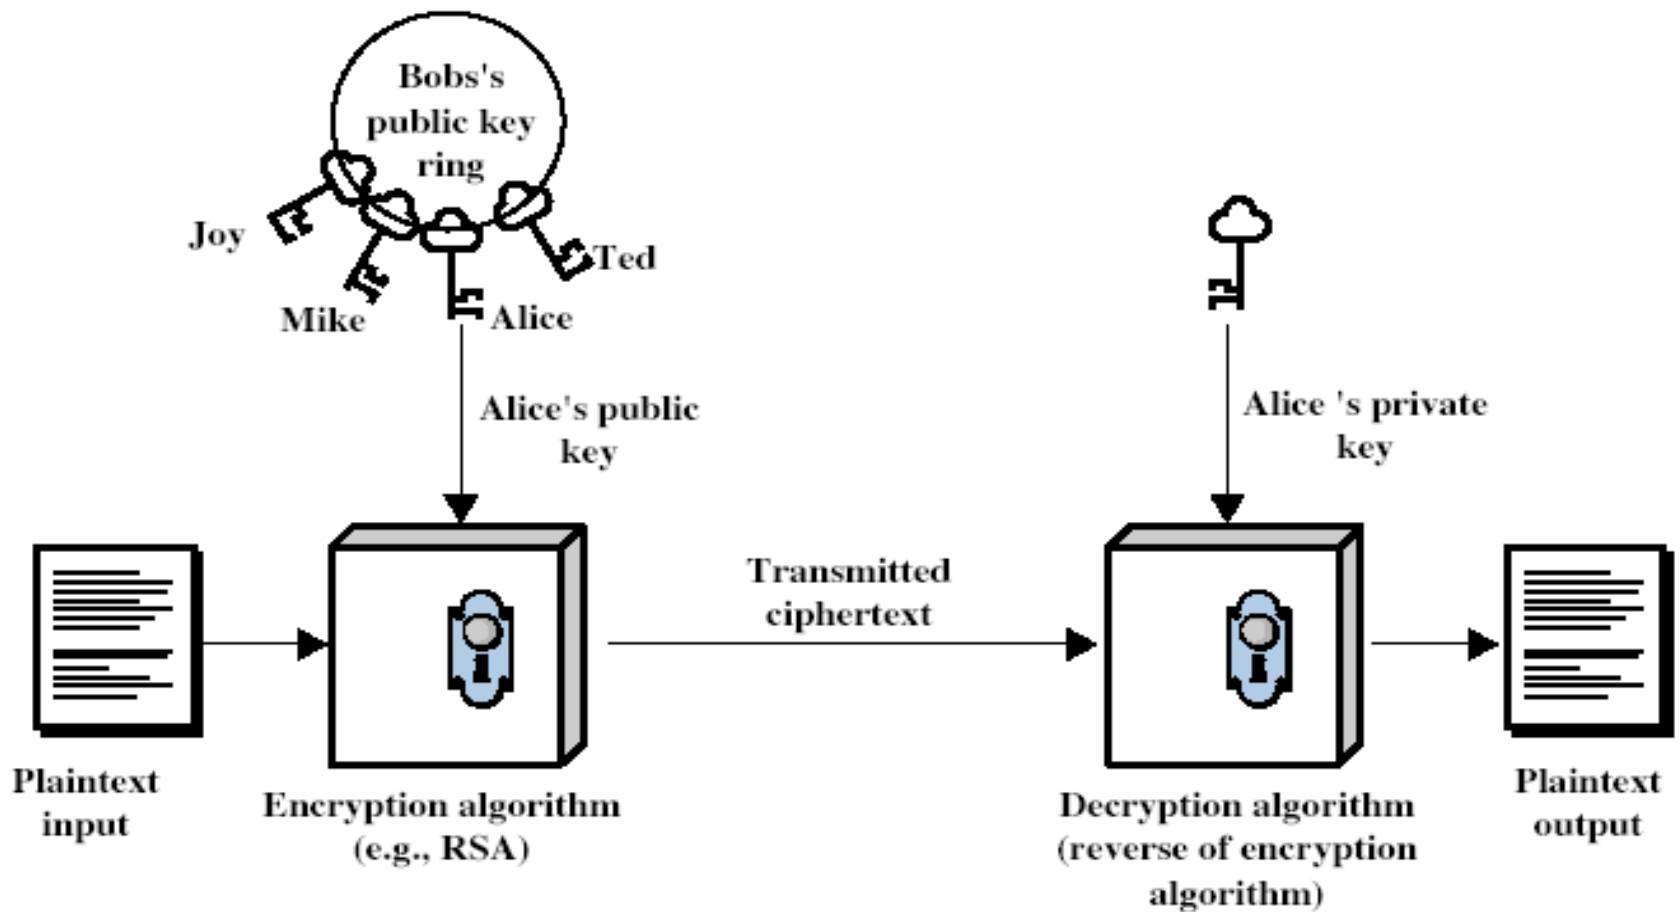 Bobs's
public key
ring
Joy
Ted
Mike
Alice
Alice's public
key
Alice 's private
key
Transmitted
ciphertext
Plaintext
input
Encryption algorithm
(e.g., RSA)
Decryption algorithm
(reverse of encryption
algorithm)
Plaintext
output